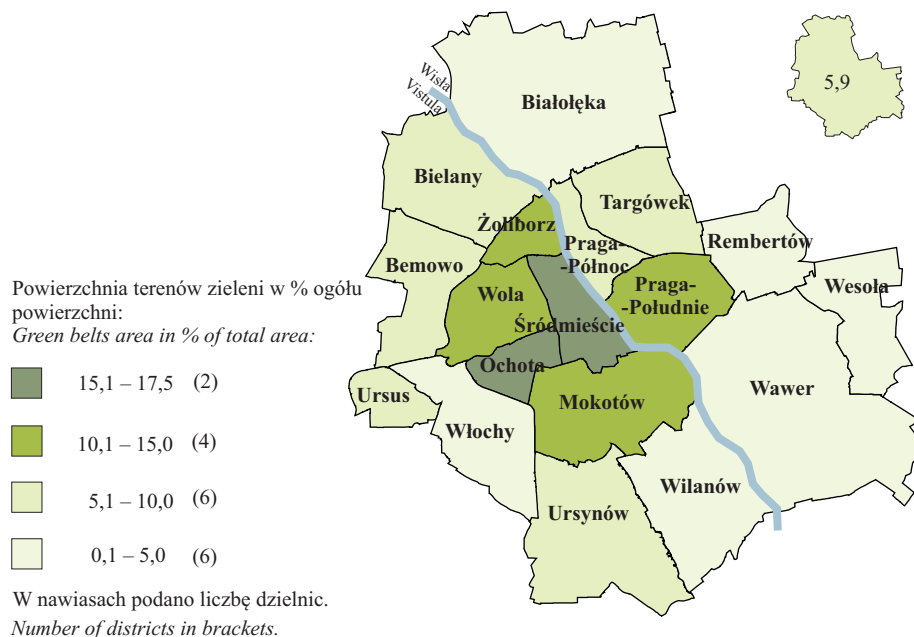 5,9
Wisła
Vistula
Białołęka
Bielany
Targówek
Żoliborz
Praga-
-Północ
Rembertów
Bemowo
Wesoła
Wola
Praga-
-Południe
Śródmieście
Ochota
Ursus
Mokotów
Wawer
Włochy
Wilanów
Ursynów
Powierzchnia terenów zieleni w % ogółu
powierzchni:
Green belts area in % of total area:
15,1 – 17,5 (2)
10,1 – 15,0 (4)
5,1 – 10,0 (6)
0,1 – 5,0 (6)
W nawiasach podano liczbę dzielnic.
Number of districts in brackets.